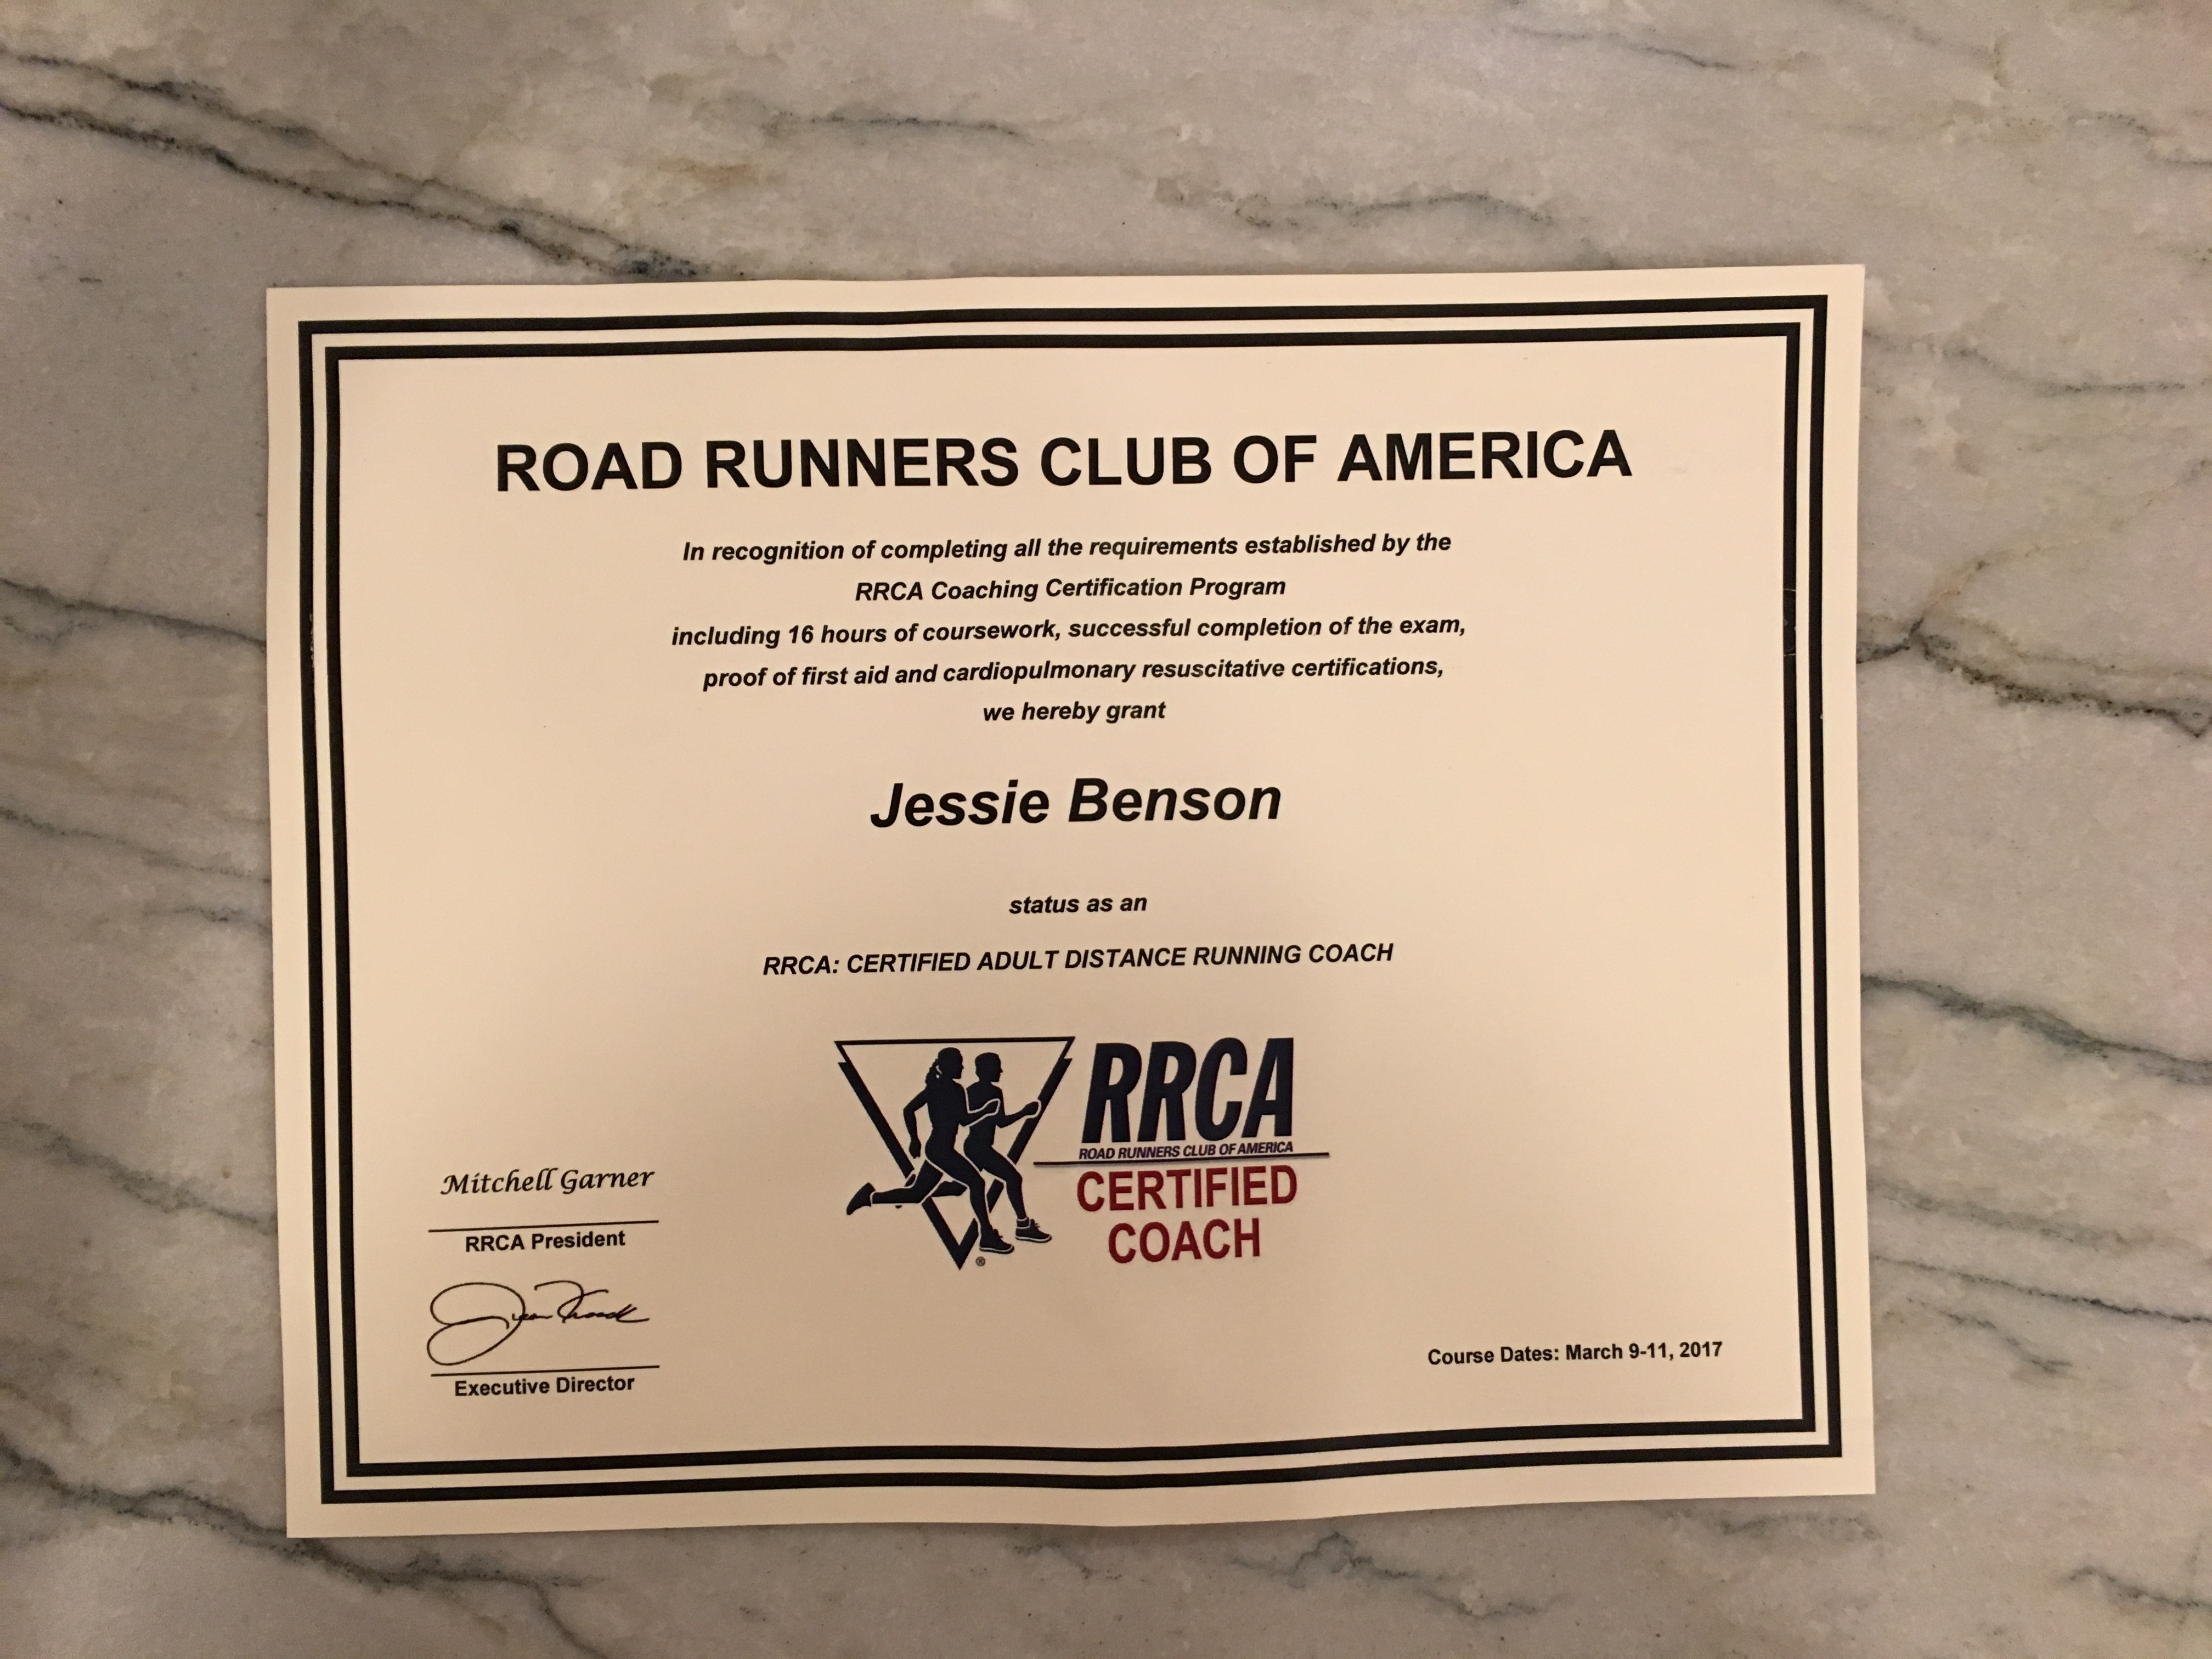 ROAD RUNNERS CLUB OF AMERICA
In recognition of completing all the requirements established by the
RRCA Coaching Certification Program
including 16 hours of coursework, successful completion of the exam,
proof of first aid and cardiopulmonary resuscitative certifications,
we hereby grant
Jessie Benson
status as an
RRCA: CERTIFIED ADULT DISTANCE RUNNING COACH
RRCA
ROAD RUNNERS CLUB OF AMERICA
CERTIFIED
COACH
®
Mitchell Garner
RRCA President
Executive Director
Course Dates: March 9-11, 2017